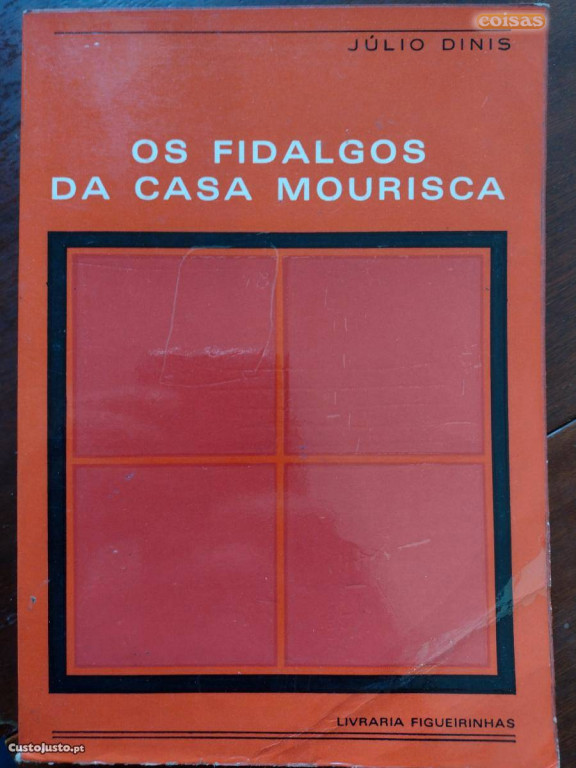 coisas
JÚLIO DINIS
OS FIDALGOS
DA CASA MOURISCA
LIVRARIA FIGUEIRINHAS
CustoJusto.pt